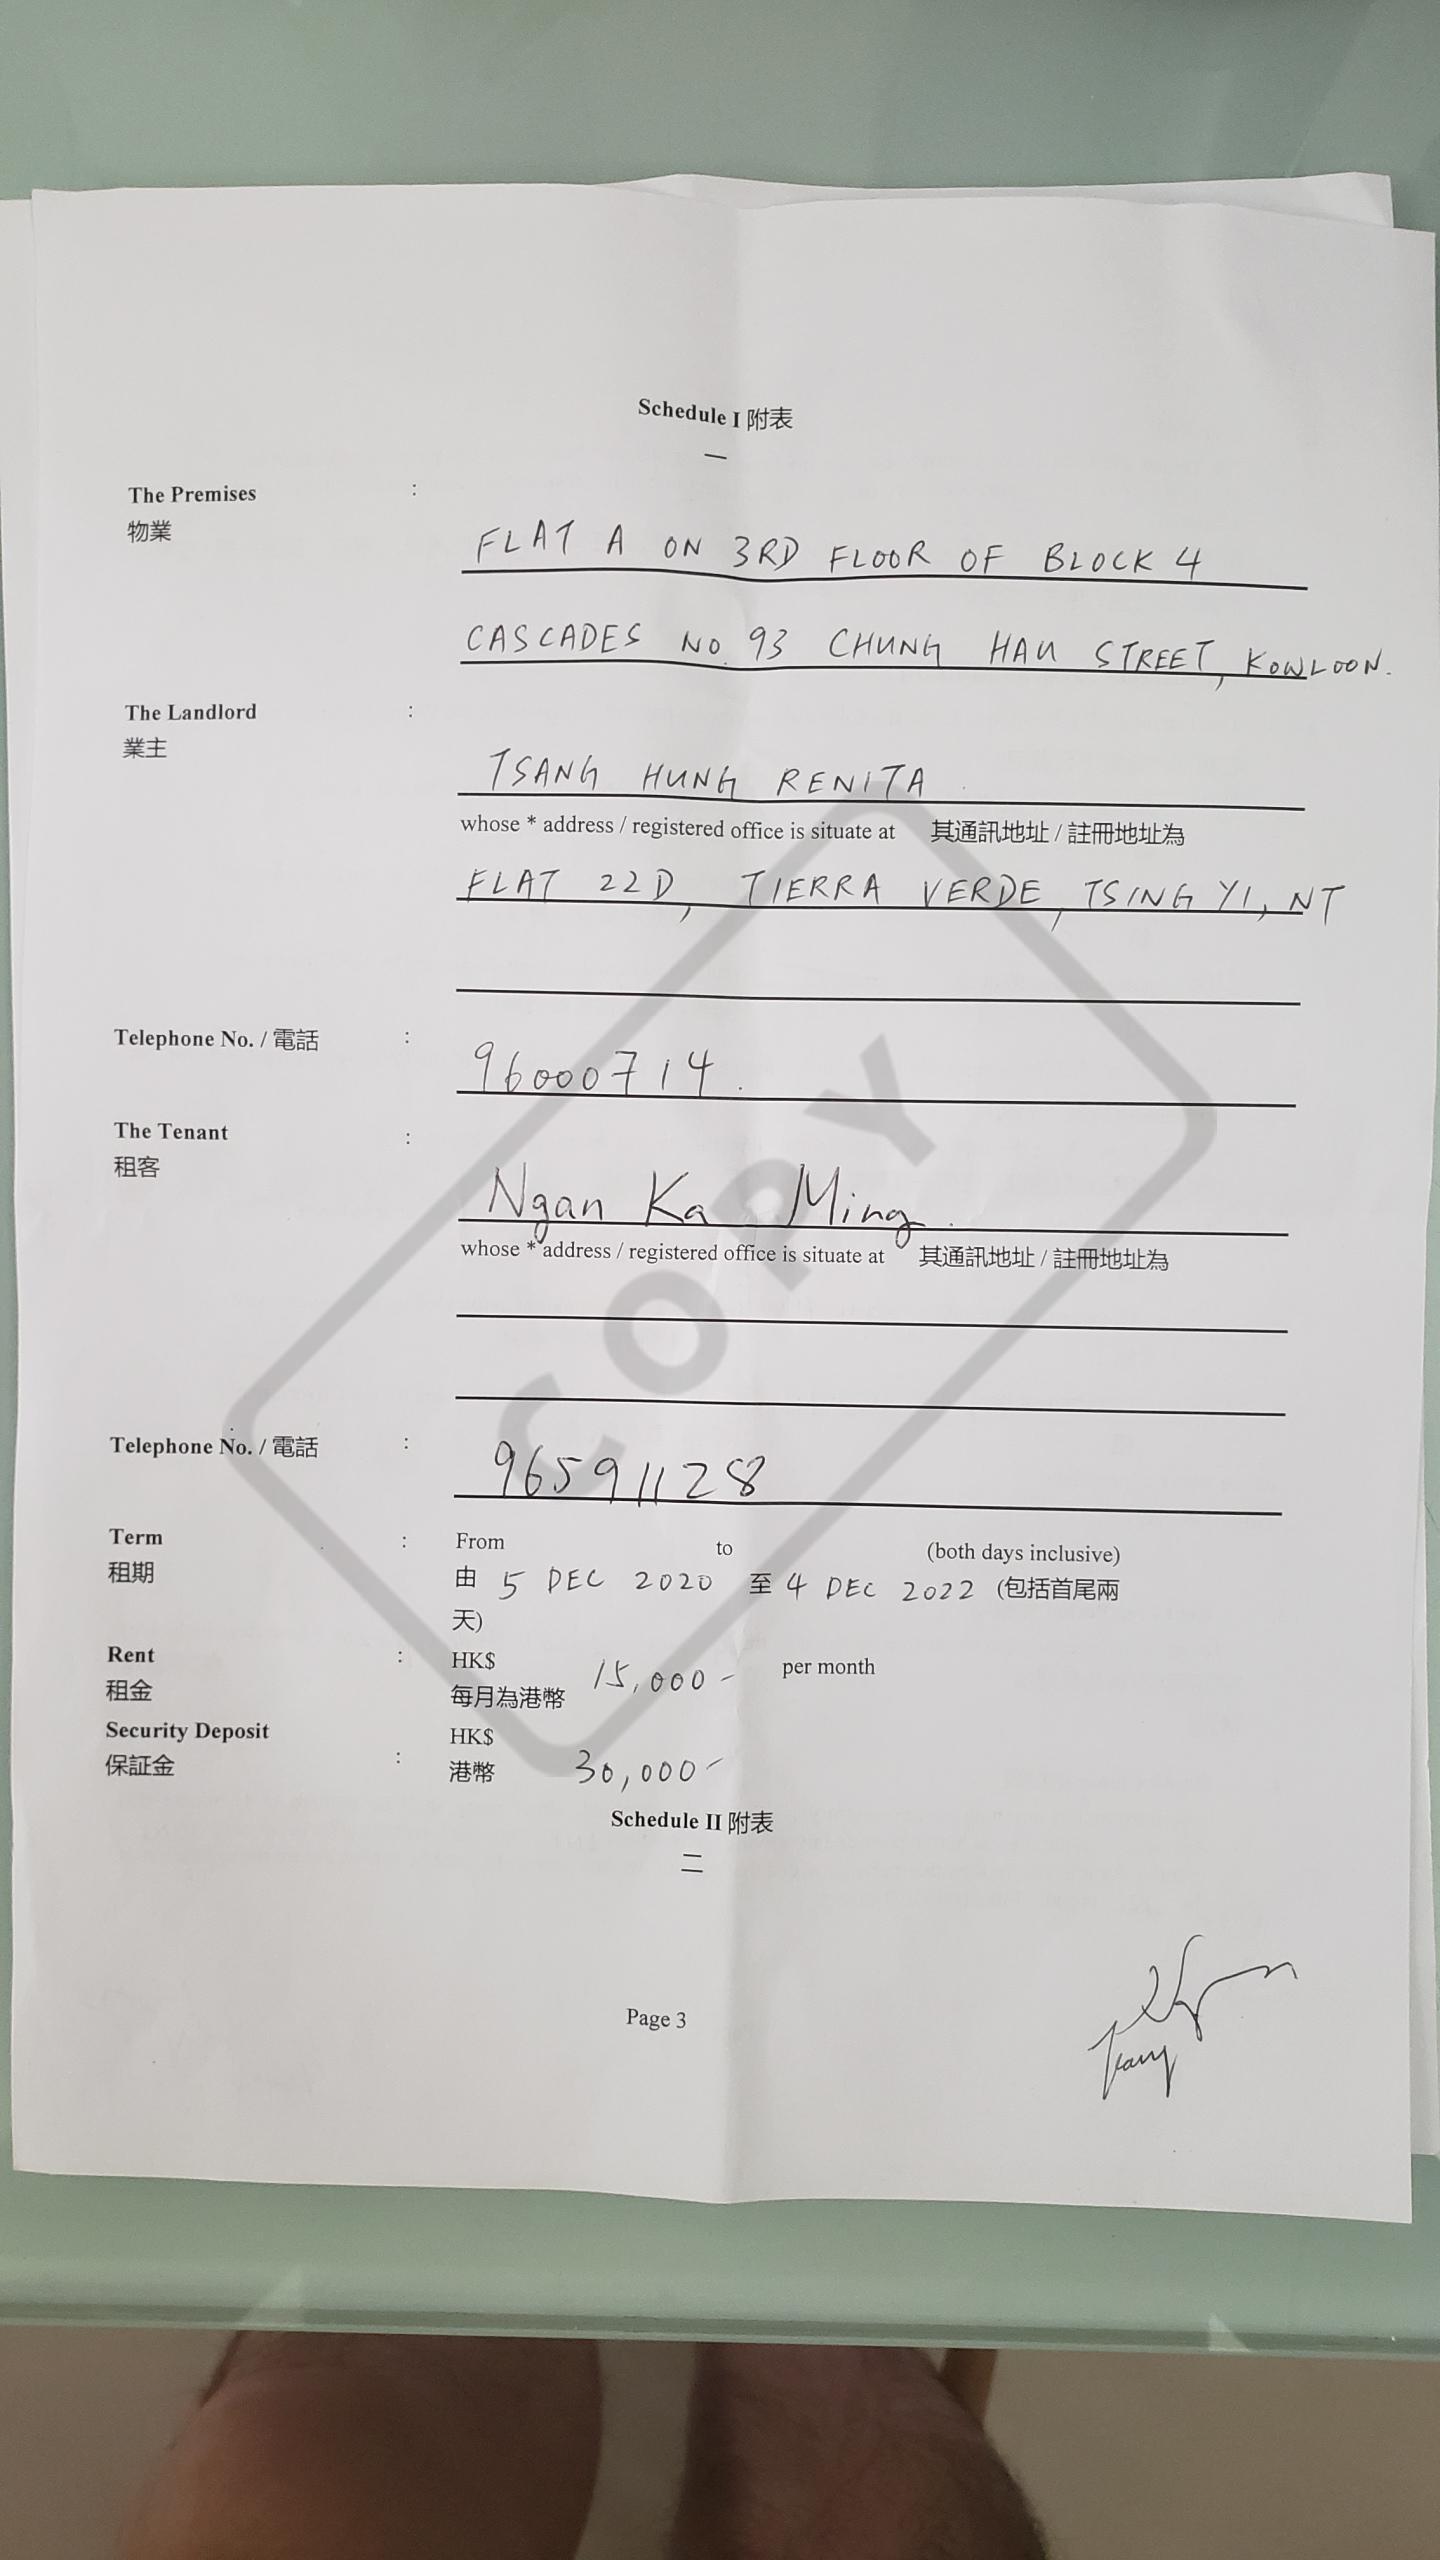 Schedule I 附表
一
The Premises :
物業
FLAT A ON 3RD FLOOR OF BLOCK 4
CASCADES NO. 93 CHUNG HAU STREET, KOWLOON.
The Landlord :
業主
TSANG HUNG RENITA
whose * address / registered office is situate at 其通訊地址 / 註冊地址為
FLAT 22D, TIERRA VERDE, TSING YI, NT
Telephone No. / 電話 :
96000714.
The Tenant :
租客
Ngan Ka Ming.
whose * address / registered office is situate at 其通訊地址 / 註冊地址為
Telephone No. / 電話 :
96591128
Term : From to (both days inclusive)
租期 由 5 DEC 2020 至 4 DEC 2022 (包括首尾兩
天)
Rent : HK$ 15,000- per month
租金 每月為港幣
Security Deposit HK$
保証金 : 港幣 30,000-
Schedule II 附表
二
Page 3
COPY